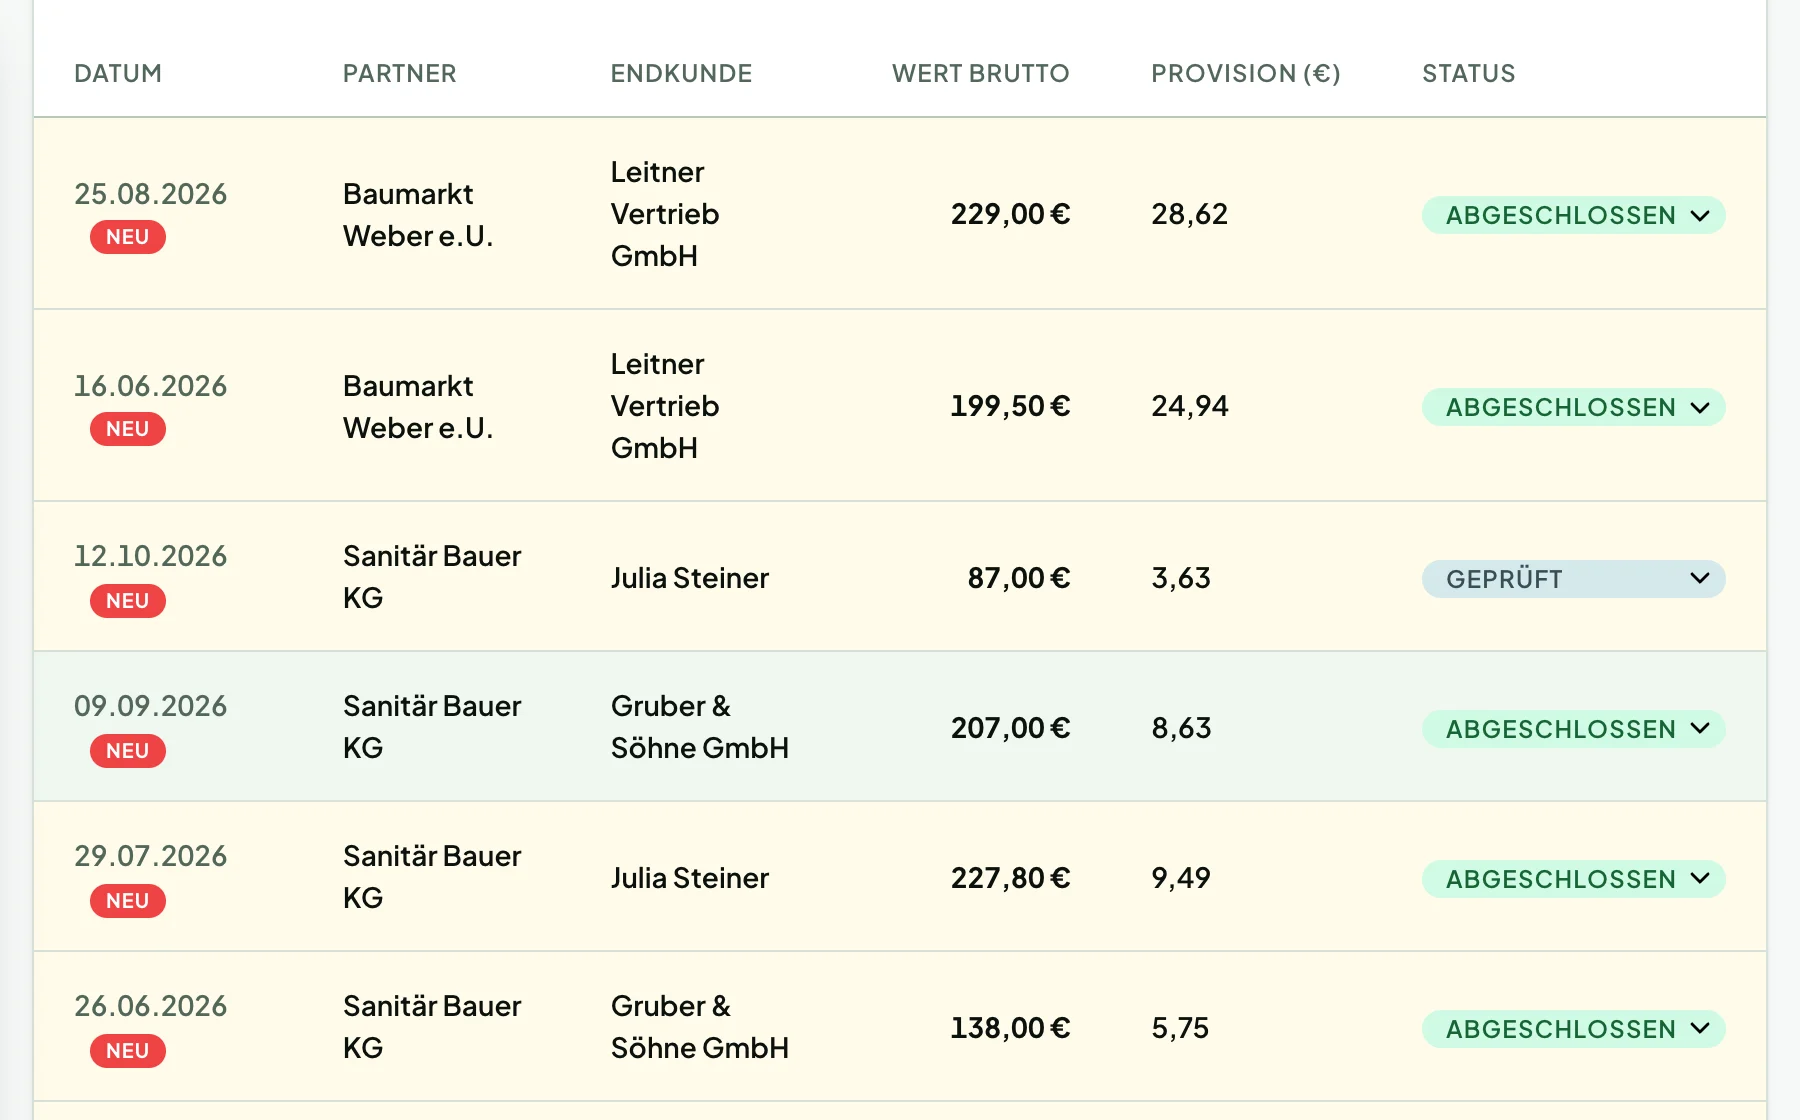 DATUM PARTNER ENDKUNDE WERT BRUTTO PROVISION (€) STATUS
25.08.2026 NEU
Baumarkt
Weber e.U.
Leitner
Vertrieb
GmbH
229,00 €
28,62
ABGESCHLOSSEN
16.06.2026 NEU
Baumarkt
Weber e.U.
Leitner
Vertrieb
GmbH
199,50 €
24,94
ABGESCHLOSSEN
12.10.2026 NEU
Sanitär Bauer
KG
Julia Steiner
87,00 €
3,63
GEPRÜFT
09.09.2026 NEU
Sanitär Bauer
KG
Gruber &
Söhne GmbH
207,00 €
8,63
ABGESCHLOSSEN
29.07.2026 NEU
Sanitär Bauer
KG
Julia Steiner
227,80 €
9,49
ABGESCHLOSSEN
26.06.2026 NEU
Sanitär Bauer
KG
Gruber &
Söhne GmbH
138,00 €
5,75
ABGESCHLOSSEN